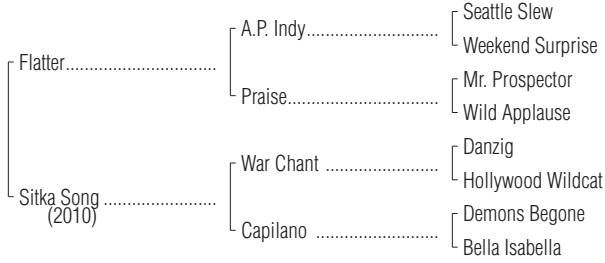 Seattle Slew
A.P. Indy..............................
Weekend Surprise
Flatter..................................
Mr. Prospector
Praise..................................
Wild Applause
Danzig
War Chant .........................
Hollywood Wildcat
Sitka Song .........................
(2010)
Demons Begone
Capilano ...........................
Bella Isabella